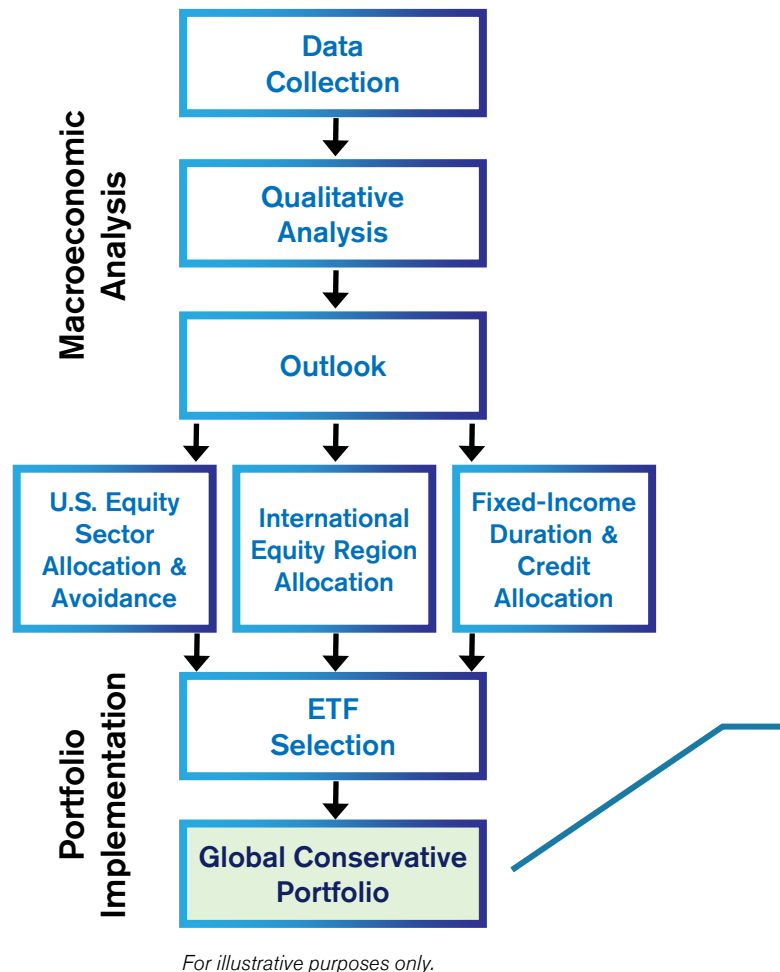 Macroeconomic
Analysis
Data
Collection
Qualitative
Analysis
Outlook
U.S. Equity
Sector
Allocation &
Avoidance
International
Equity Region
Allocation
Fixed-Income
Duration &
Credit
Allocation
Portfolio
Implementation
ETF
Selection
Global Conservative
Portfolio
For illustrative purposes only.